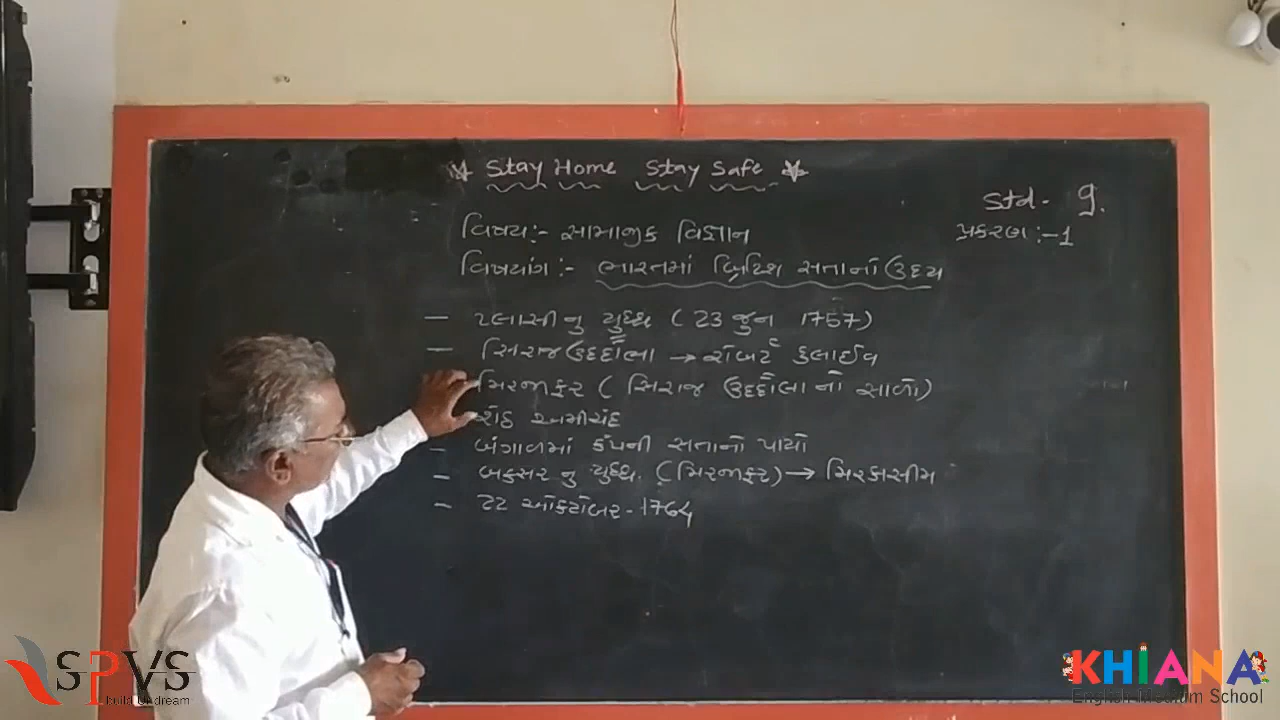 Stay Home Stay Safe
Std- 9.
વિષય:- સામાજીક વિજ્ઞાન
પ્રકરણ:-1
વિષયાંગ:- ભારતમાં બ્રિટિશ સતાનો ઉદય
– પ્લાસીનુ યુધ્ધ ( 23 જુન 1757)
– સિરાજઉદ્દૌલા → રોબર્ટ ક્લાઈવ
મિરજાફર ( સિરાજ ઉદ્દૌલા નો સાળો)
શેઠ અમીચંદ
– બંગાળમાં કંપની સતાનો પાયો
– બક્સર નુ યુધ્ધ. (મિરજાફર) → મિરકાસીમ
– 22 ઓક્ટોબર - 1764
SPVS
build Ur dream
KHIANA
English Medium School